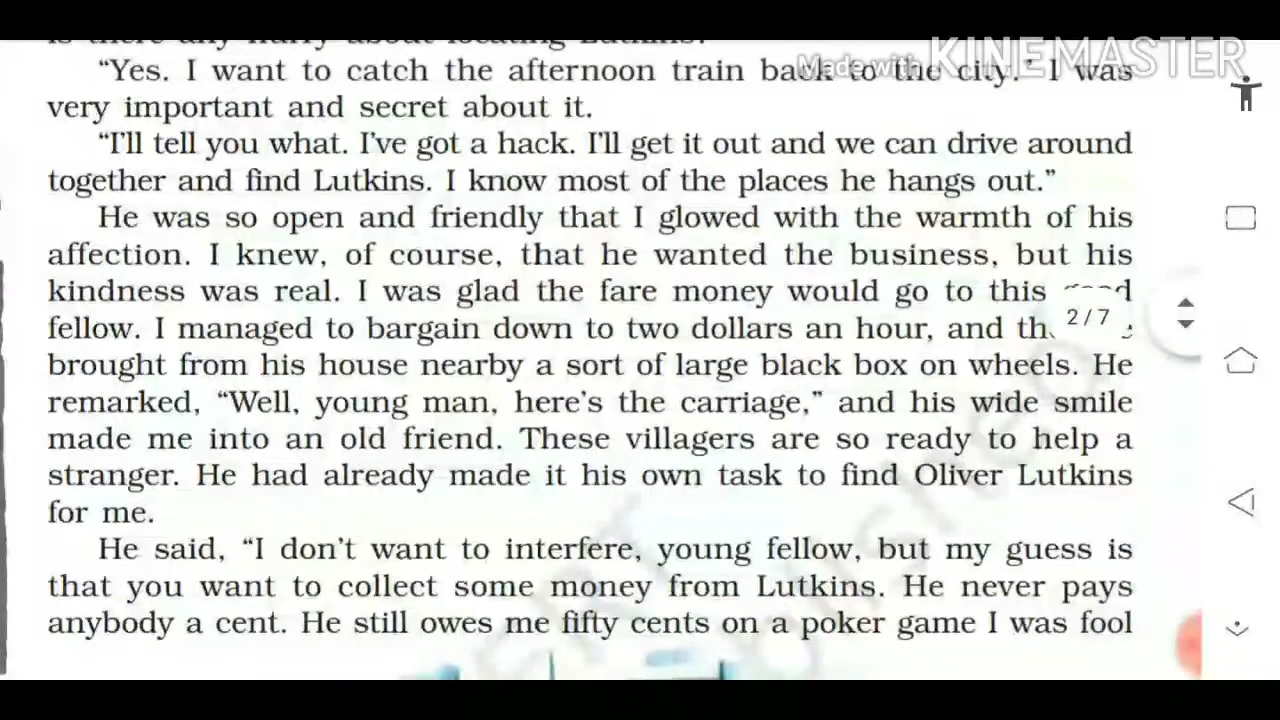 is there any hurry about locating Lutkins?
Made with KINEMASTER
“Yes. I want to catch the afternoon train back to the city.” I was
very important and secret about it.
“I'll tell you what. I've got a hack. I'll get it out and we can drive around
together and find Lutkins. I know most of the places he hangs out.”
He was so open and friendly that I glowed with the warmth of his
affection. I knew, of course, that he wanted the business, but his
kindness was real. I was glad the fare money would go to this
fellow. I managed to bargain down to two dollars an hour, and
2/7
brought from his house nearby a sort of large black box on wheels. He
remarked, “Well, young man, here's the carriage,” and his wide smile
made me into an old friend. These villagers are so ready to help a
stranger. He had already made it his own task to find Oliver Lutkins
for me.
He said, “I don't want to interfere, young fellow, but my guess is
that you want to collect some money from Lutkins. He never pays
anybody a cent. He still owes me fifty cents on a poker game I was fool